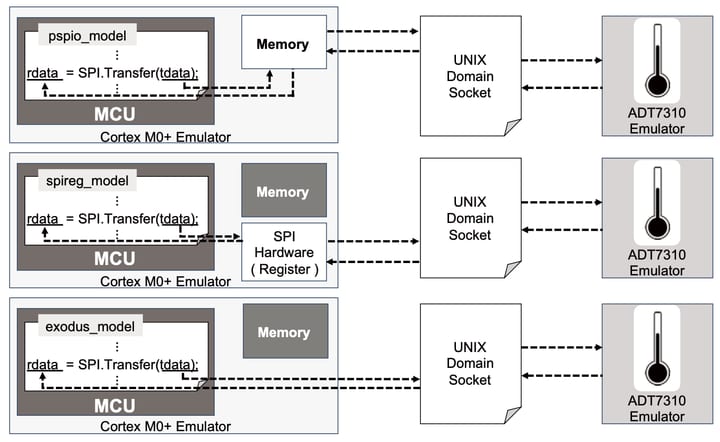 pspio_model
⋮
rdata = SPI.Transfer(tdata);
⋮
MCU
Cortex M0+ Emulator
Memory
UNIX
Domain
Socket
ADT7310
Emulator
spireg_model
⋮
rdata = SPI.Transfer(tdata);
⋮
MCU
Cortex M0+ Emulator
Memory
SPI
Hardware
( Register )
UNIX
Domain
Socket
ADT7310
Emulator
exodus_model
⋮
rdata = SPI.Transfer(tdata);
⋮
MCU
Cortex M0+ Emulator
Memory
UNIX
Domain
Socket
ADT7310
Emulator